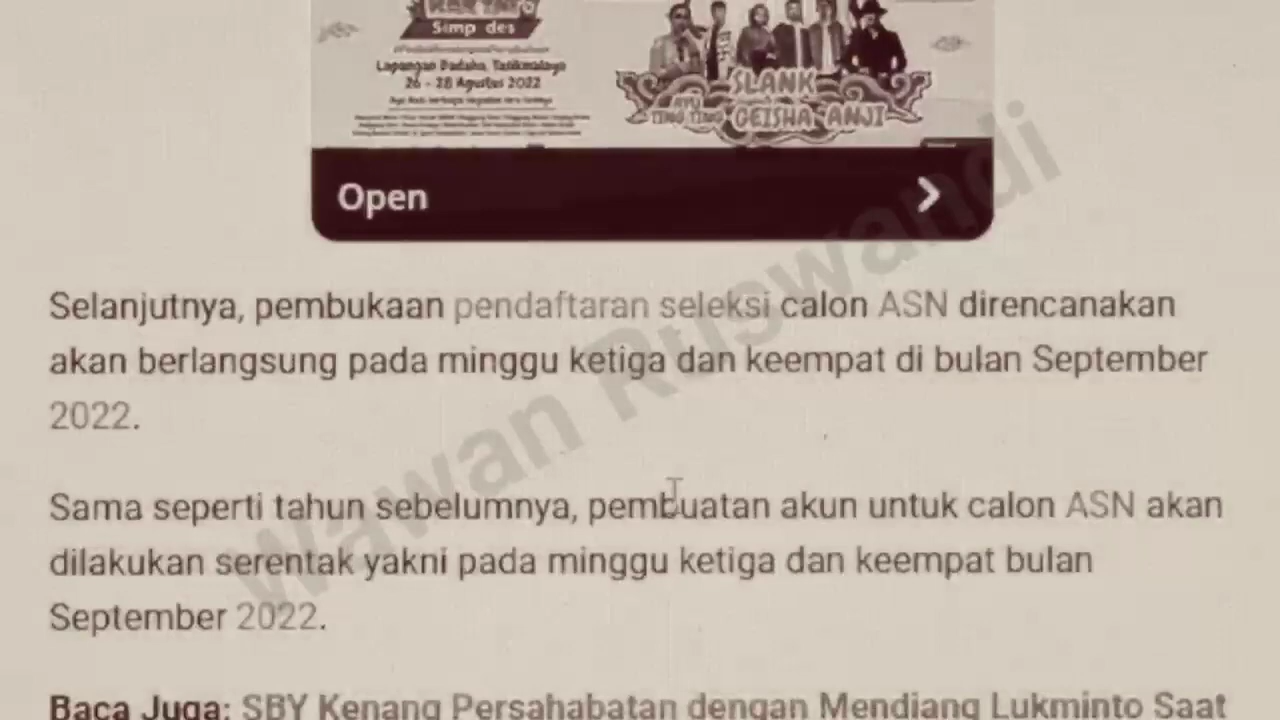 Simp des
Lapangan Dadaha, Tasikmalaya
26 - 28 Agustus 2022
SLANK
AYU
TING TING GEISHA ANJI
Open
Selanjutnya, pembukaan pendaftaran seleksi calon ASN direncanakan
akan berlangsung pada minggu ketiga dan keempat di bulan September
2022.
Sama seperti tahun sebelumnya, pembuatan akun untuk calon ASN akan
dilakukan serentak yakni pada minggu ketiga dan keempat bulan
September 2022.
Baca Juga: SBY Kenang Persahabatan dengan Mendiang Lukminto Saat
Wawan Ruswandi